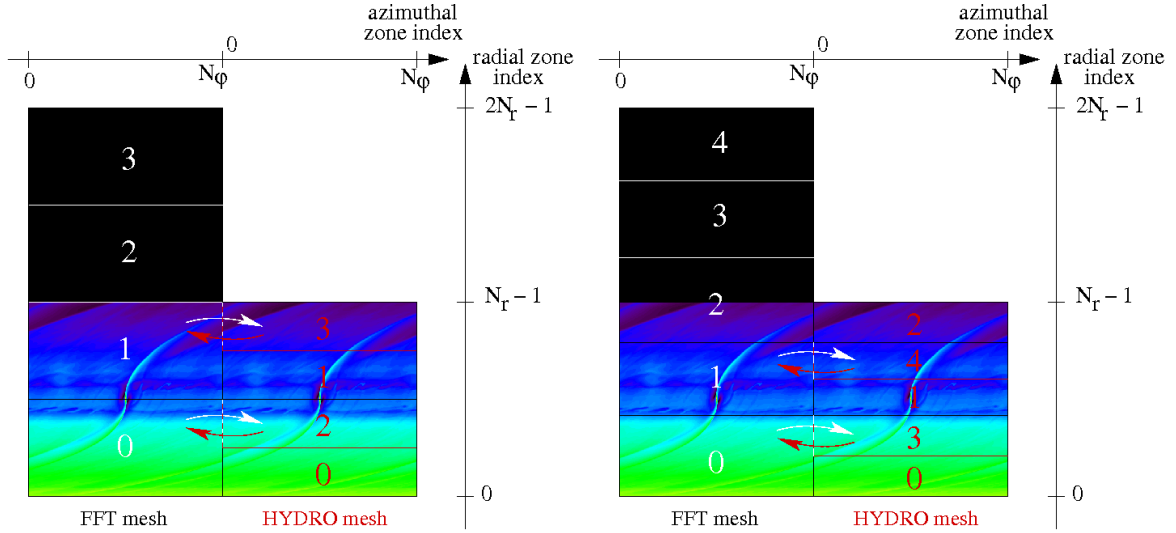 azimuthal
zone index
0
0
Nφ
Nφ
radial zone
index
2Nr − 1
3
2
Nr − 1
1
3
1
0
2
0
0
FFT mesh
HYDRO mesh
azimuthal
zone index
0
0
Nφ
Nφ
radial zone
index
2Nr − 1
4
3
2
Nr − 1
2
1
4
1
0
3
0
0
FFT mesh
HYDRO mesh